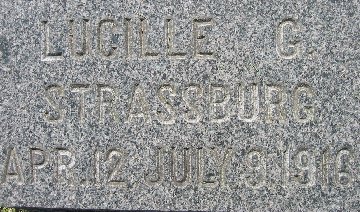 LUCILLE C.
STRASSBURG
APR. 12, JULY 9, 1916